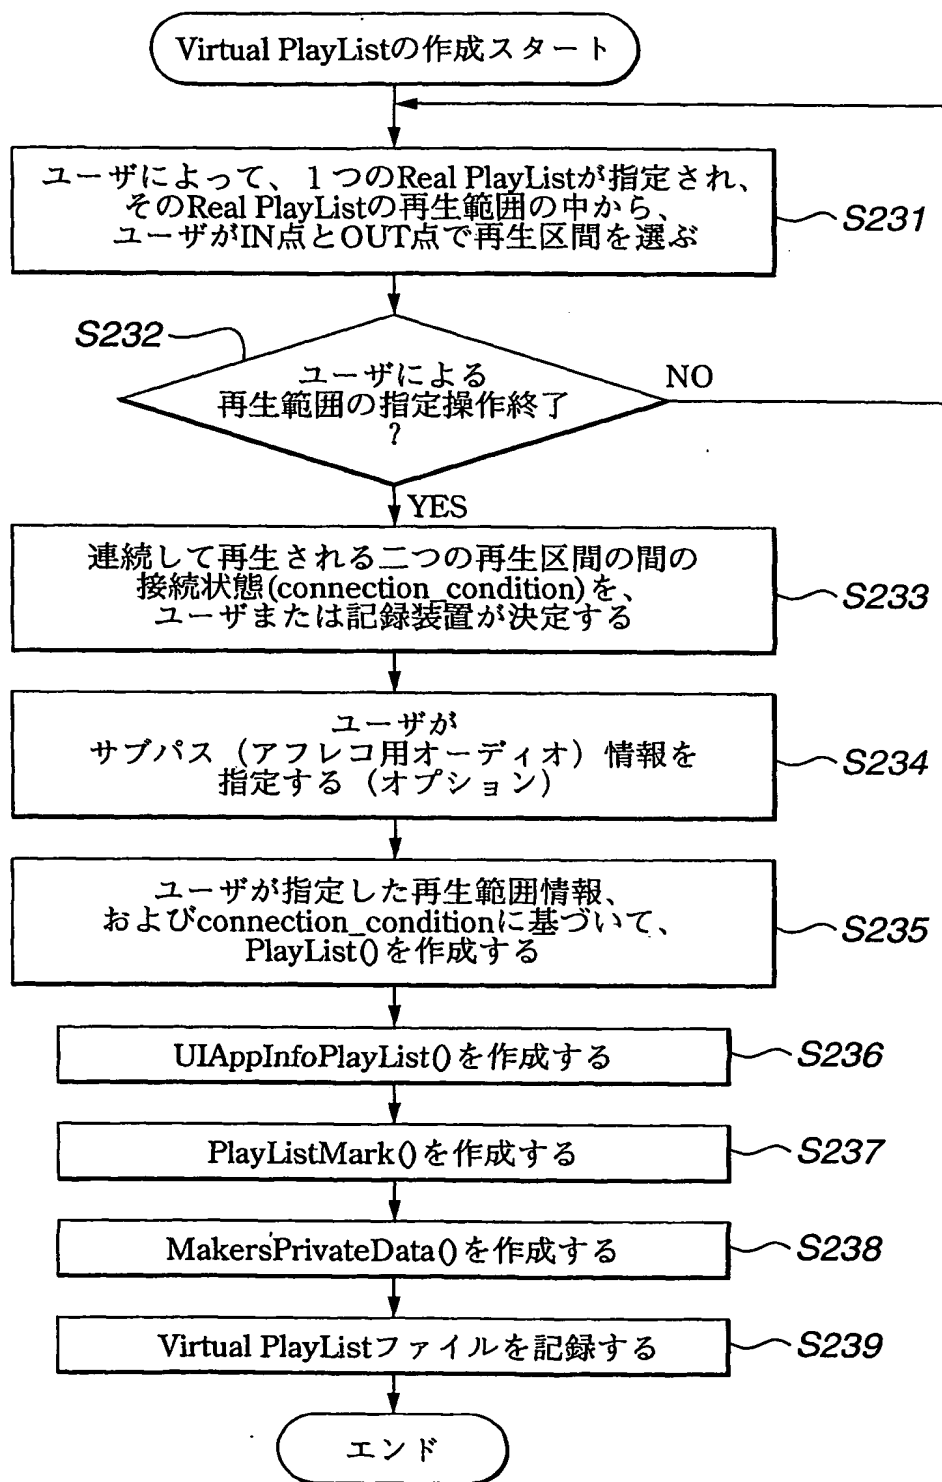 Virtual PlayListの作成スタート
ユーザによって、１つのReal PlayListが指定され、
そのReal PlayListの再生範囲の中から、
ユーザがIN点とOUT点で再生区間を選ぶ
S231
S232
ユーザによる
再生範囲の指定操作終了
?
NO
YES
連続して再生される二つの再生区間の間の
接続状態(connection_condition)を、
ユーザまたは記録装置が決定する
S233
ユーザが
サブパス（アフレコ用オーディオ）情報を
指定する（オプション）
S234
ユーザが指定した再生範囲情報、
およびconnection_conditionに基づいて、
PlayList()を作成する
S235
UIAppInfoPlayList()を作成する
S236
PlayListMark()を作成する
S237
MakersPrivateData()を作成する
S238
Virtual PlayListファイルを記録する
S239
エンド